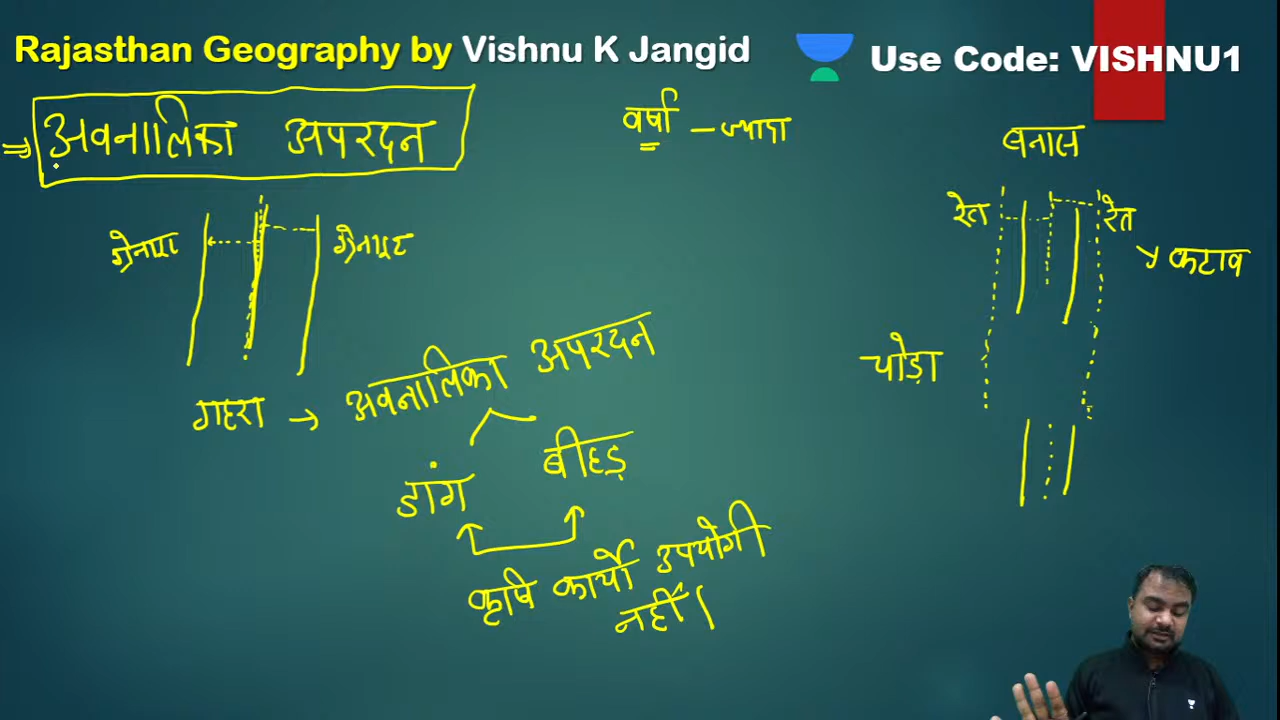 Rajasthan Geography by Vishnu K Jangid
Use Code: VISHNU1
⇒ अवनालिका अपरदन
वर्षा – ज्यादा
बनास
ग्रेनाइट
रेत रेत
→ कटाव
चौड़ा
गहरा → अवनालिका अपरदन
डांग बीहड़
कृषि कार्यो उपयोगी
नहीं।